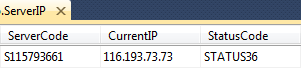 .ServerIP
ServerCode CurrentIP StatusCode
S115793661 116.193.73.73 STATUS36